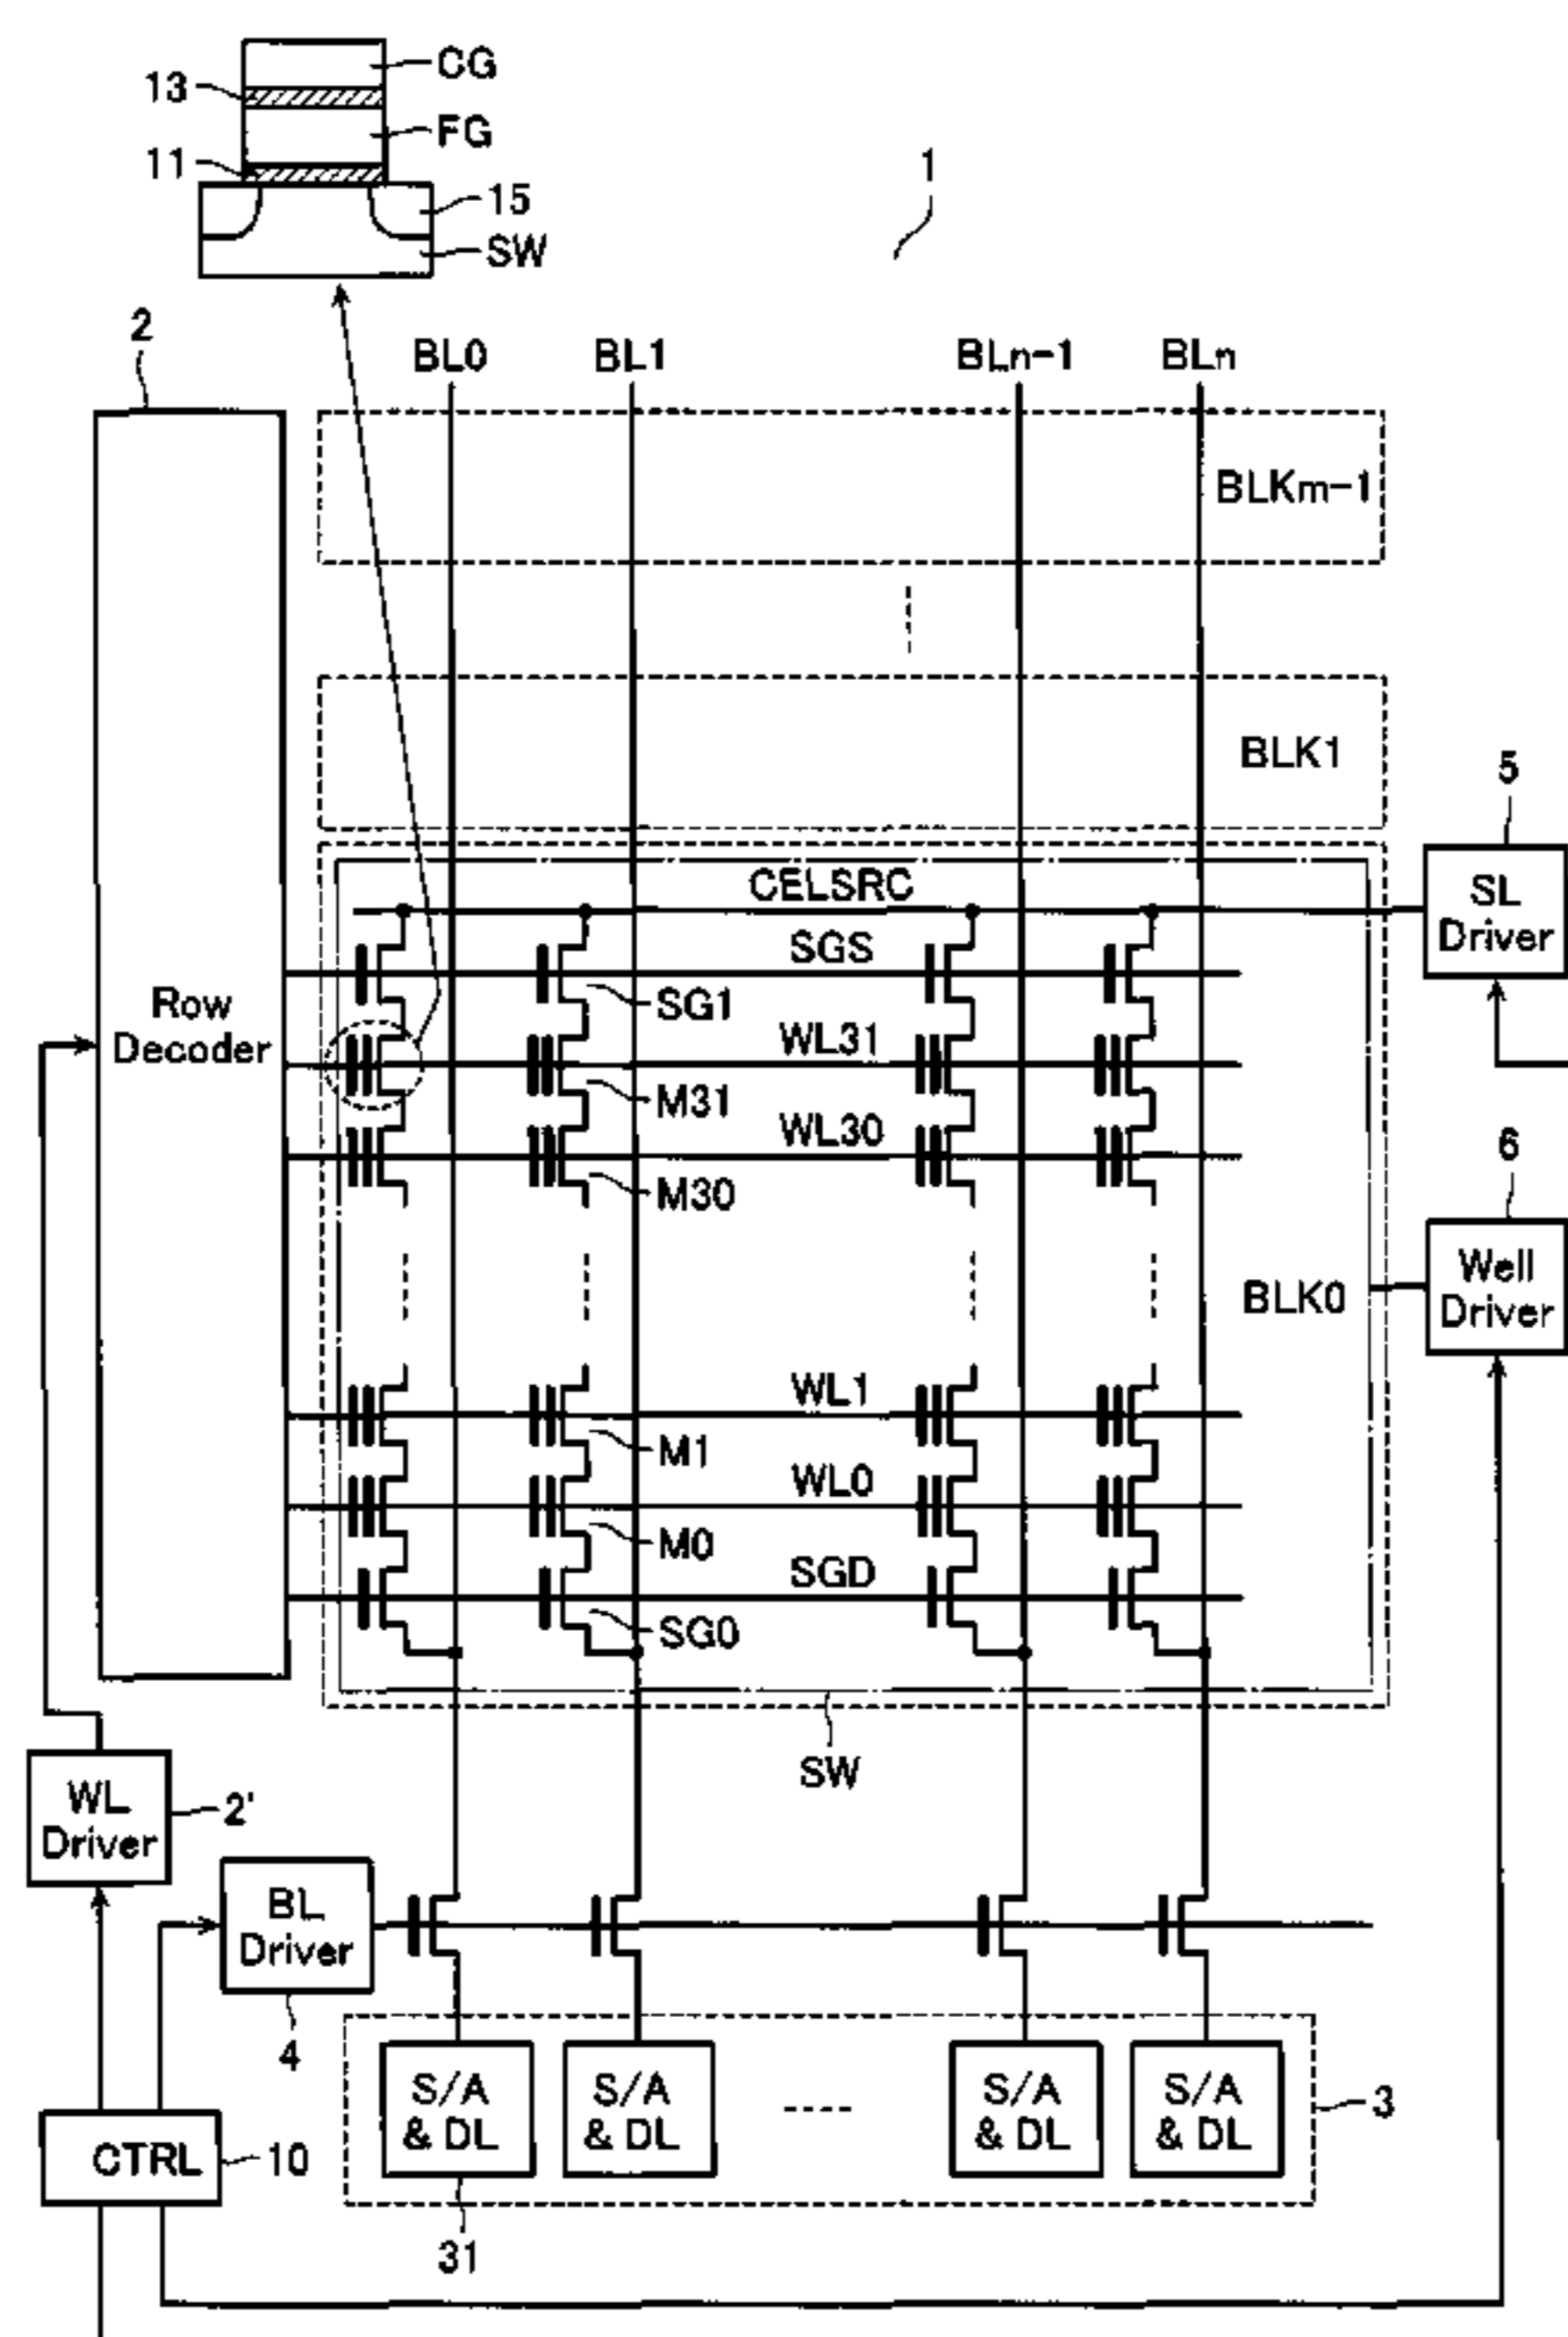 CG
13
FG
11
15
SW
1
2
BL0
BL1
BLn-1
BLn
BLKm-1
BLK1
5
SL
Driver
CELSRC
SGS
SG1
Row
Decoder
WL31
M31
WL30
M30
6
Well
Driver
BLK0
WL1
M1
WL0
M0
SGD
SG0
SW
WL
Driver
2'
BL
Driver
4
S/A
& DL
S/A
& DL
----
S/A
& DL
S/A
& DL
3
CTRL
10
31